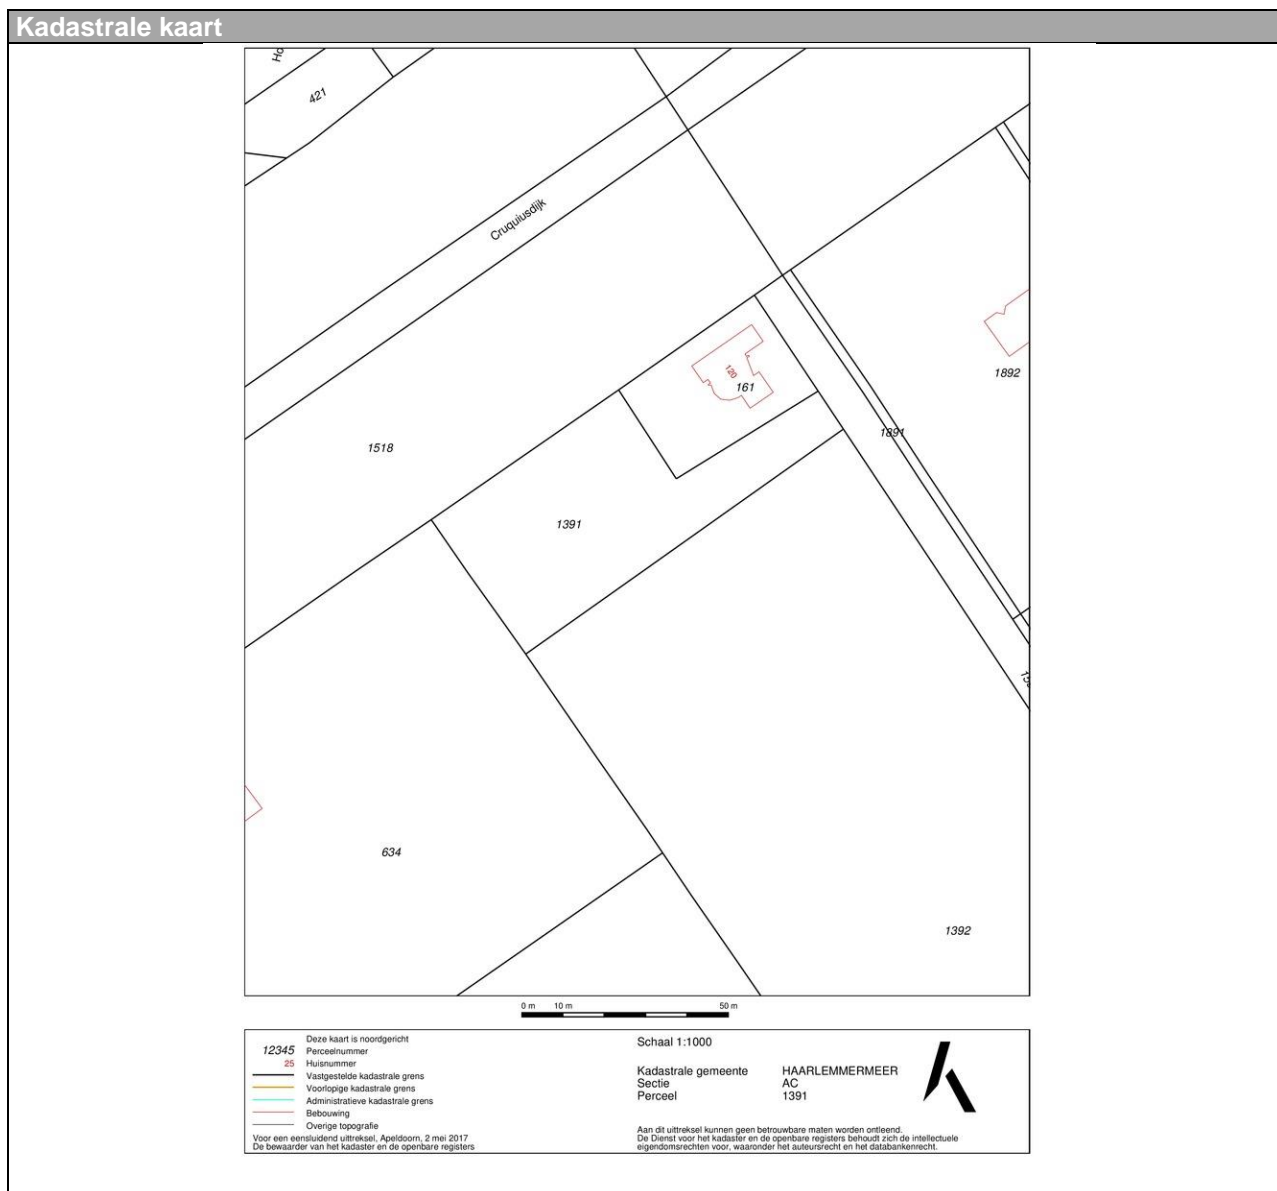 Kadastrale kaart
Ho
421
Cruquiusdijk
1892
120
161
1891
1518
1391
634
1392
0 m 10 m 50 m
Deze kaart is noordgericht
12345 Perceelnummer
25 Huisnummer
Vastgestelde kadastrale grens
Voorlopige kadastrale grens
Administratieve kadastrale grens
Bebouwing
Overige topografie
Voor een eensluidend uittreksel, Apeldoorn, 2 mei 2017
De bewaarder van het kadaster en de openbare registers
Schaal 1:1000
Kadastrale gemeente HAARLEMMERMEER
Sectie AC
Perceel 1391
Aan dit uittreksel kunnen geen betrouwbare maten worden ontleend.
De Dienst voor het kadaster en de openbare registers behoudt zich de intellectuele
eigendomsrechten voor, waaronder het auteursrecht en het databankenrecht.